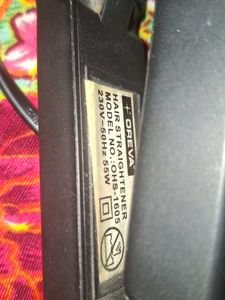 OREVA
HAIR STRAIGHTENER
MODEL NO.:OHS-1605
230V~50Hz 55W